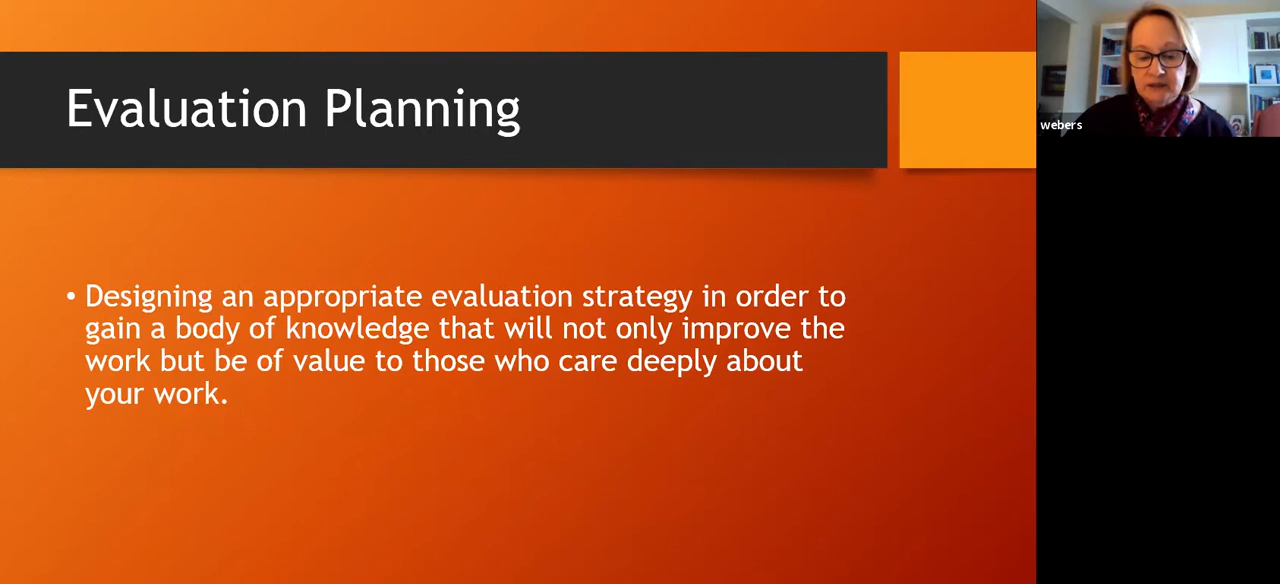 Evaluation Planning
webers
• Designing an appropriate evaluation strategy in order to
gain a body of knowledge that will not only improve the
work but be of value to those who care deeply about
your work.